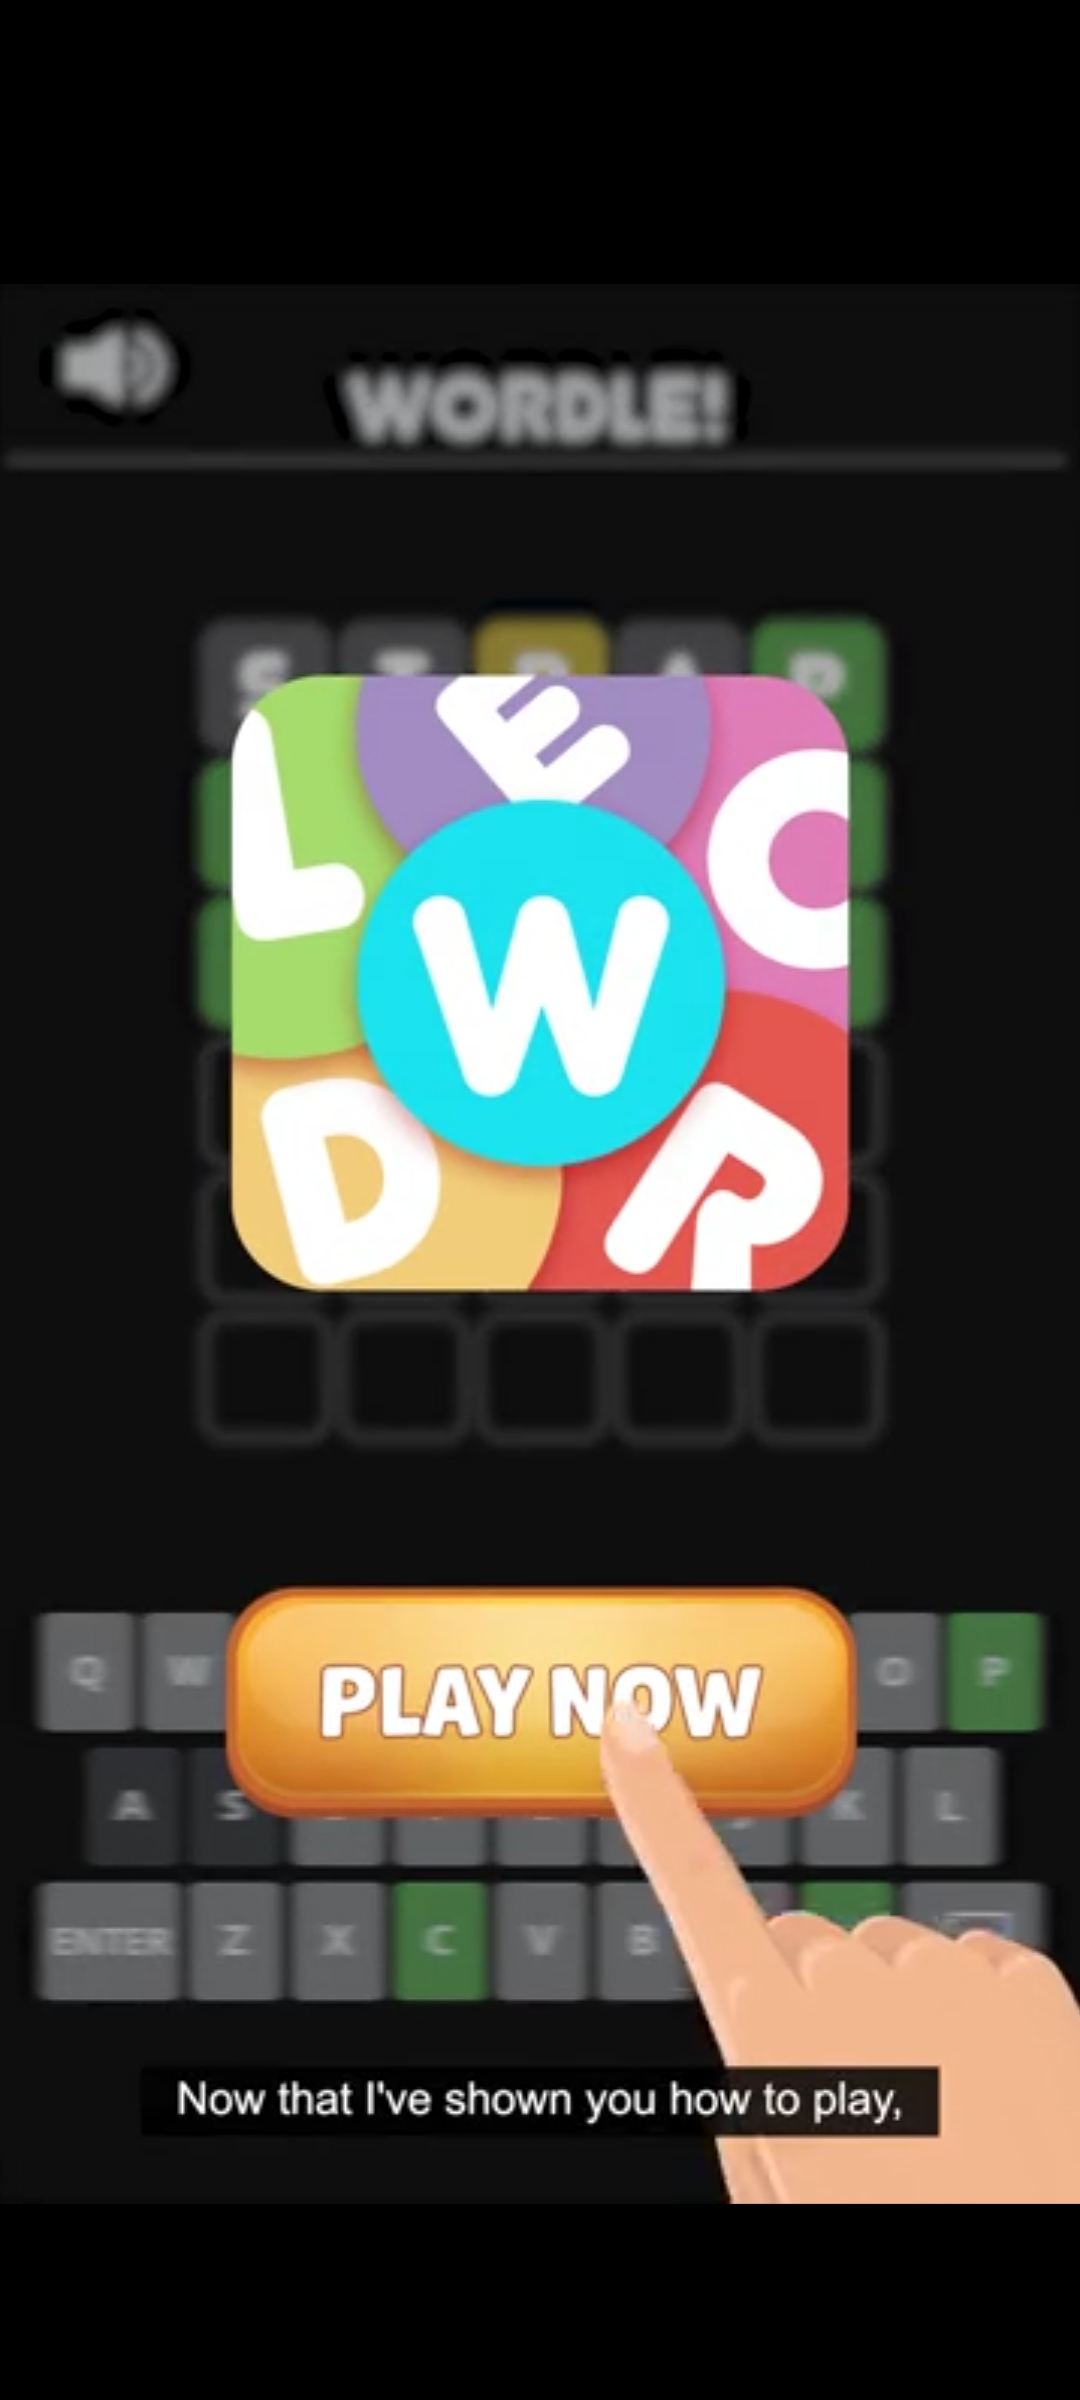 WORDLE!
S T R A P
L E O
W
D R
PLAY NOW
Q W O P
A S K L
ENTER Z X C V B
Now that I've shown you how to play,